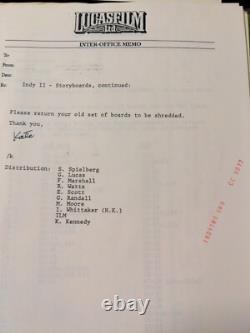 LUCASFILM
Ltd.
INTER-OFFICE MEMO
To
From
Date
Re: Indy II - Storyboards, continued:
Please return your old set of boards to be shredded.
Thank you,
Katie
/k
Distribution: S. Spielberg
G. Lucas
F. Marshall
R. Watts
E. Scott
G. Randall
M. Moore
I. Whittaker (H.K.)
ILM
K. Kennedy